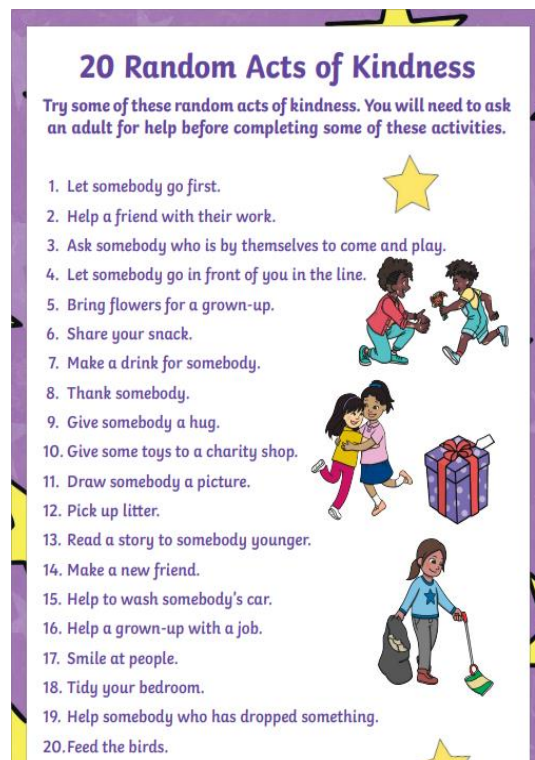 20 Random Acts of Kindness
Try some of these random acts of kindness. You will need to ask
an adult for help before completing some of these activities.
1. Let somebody go first.
2. Help a friend with their work.
3. Ask somebody who is by themselves to come and play.
4. Let somebody go in front of you in the line.
5. Bring flowers for a grown-up.
6. Share your snack.
7. Make a drink for somebody.
8. Thank somebody.
9. Give somebody a hug.
10. Give some toys to a charity shop.
11. Draw somebody a picture.
12. Pick up litter.
13. Read a story to somebody younger.
14. Make a new friend.
15. Help to wash somebody's car.
16. Help a grown-up with a job.
17. Smile at people.
18. Tidy your bedroom.
19. Help somebody who has dropped something.
20. Feed the birds.